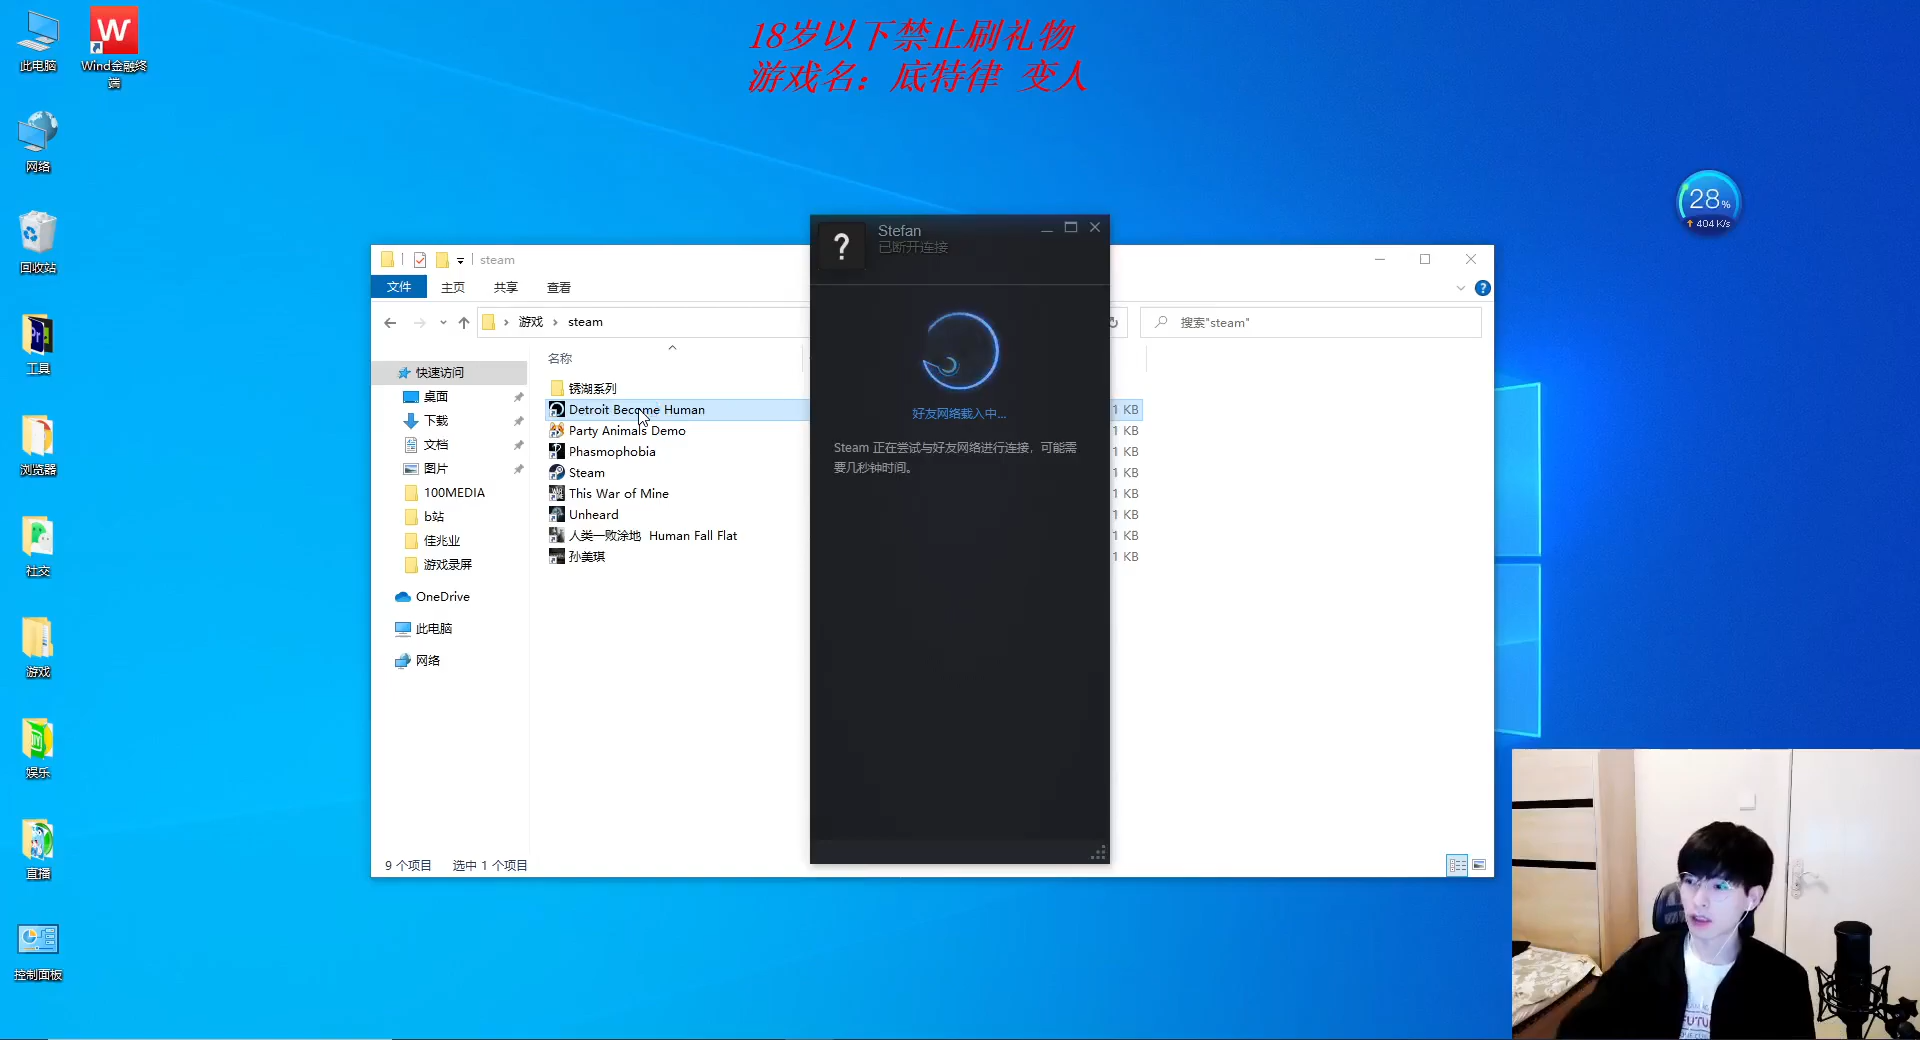 18岁以下禁止刷礼物
游戏名：底特律 变人
此电脑
W
Wind金融终
端
网络
回收站
工具
浏览器
社交
游戏
娱乐
直播
控制面板
28%
404 K/s
steam
文件
主页
共享
查看
游戏
steam
搜索"steam"
名称
快速访问
桌面
下载
文档
图片
100MEDIA
b站
佳兆业
游戏录屏
OneDrive
此电脑
网络
锈湖系列
Detroit Become Human
1 KB
Party Animals Demo
1 KB
Phasmophobia
1 KB
Steam
1 KB
This War of Mine
1 KB
Unheard
1 KB
人类一败涂地 Human Fall Flat
1 KB
孙美琪
1 KB
9 个项目
选中 1 个项目
?
Stefan
已断开连接
好友网络载入中...
Steam 正在尝试与好友网络进行连接，可能需
要几秒钟时间。